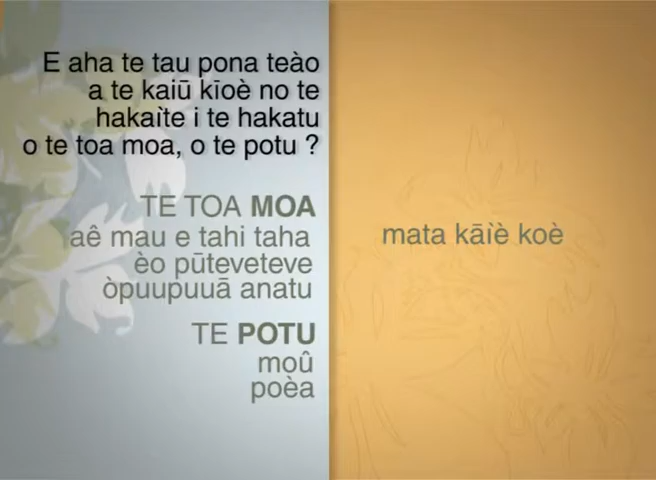 E aha te tau pona teào
a te kaiū kīoè no te
hakaìte i te hakatu
o te toa moa, o te potu ?
TE TOA MOA
aê mau e tahi taha
èo pūteveteve
òpuupuuā anatu
TE POTU
moû
poèa
mata kāìè koè